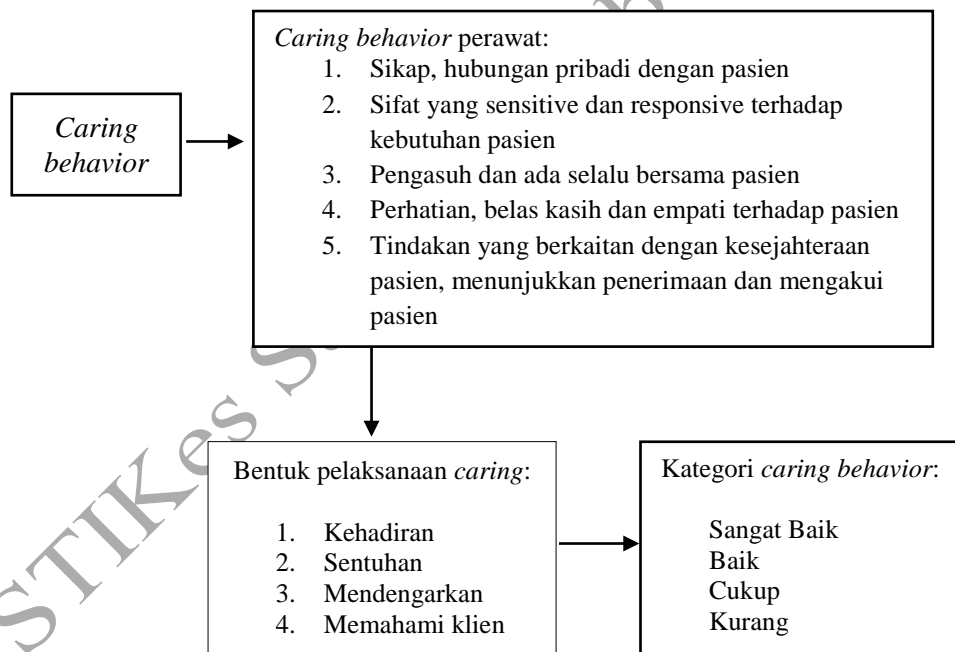 Caring
behavior
Caring behavior perawat:
1. Sikap, hubungan pribadi dengan pasien
2. Sifat yang sensitive dan responsive terhadap
kebutuhan pasien
3. Pengasuh dan ada selalu bersama pasien
4. Perhatian, belas kasih dan empati terhadap pasien
5. Tindakan yang berkaitan dengan kesejahteraan
pasien, menunjukkan penerimaan dan mengakui
pasien
Bentuk pelaksanaan caring:
1. Kehadiran
2. Sentuhan
3. Mendengarkan
4. Memahami klien
Kategori caring behavior:
Sangat Baik
Baik
Cukup
Kurang
STIKes